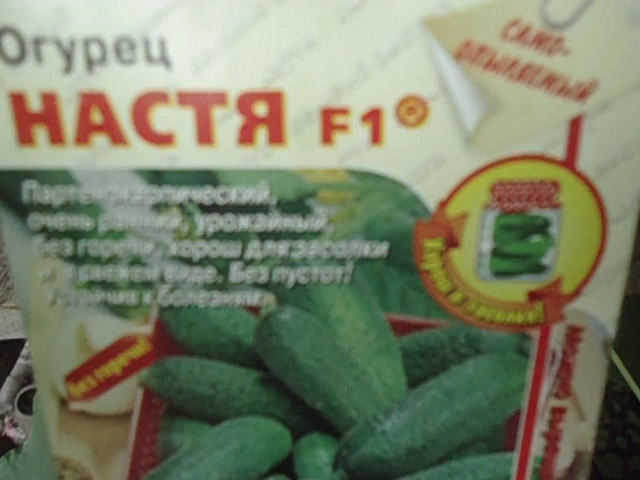 Огурец
САМО-
ОПЫЛЯЕМЫЙ
НАСТЯ F1
Партенокарпический,
очень ранний, урожайный,
без горечи, хорош для засолки
и в свежем виде. Без пустот!
Устойчив к болезням
Хорош в засолке!
Без горечи!